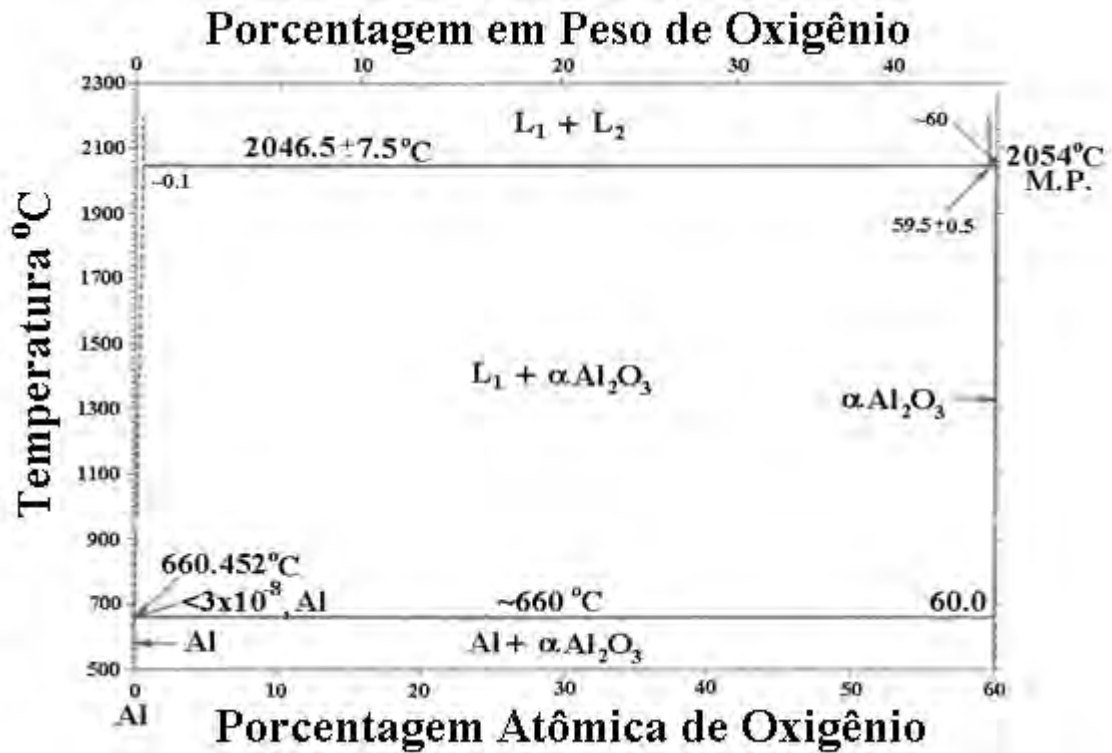 Porcentagem em Peso de Oxigênio
0 10 20 30 40
2300
L₁ + L₂
~60
2100
2046.5±7.5°C
2054°C
M.P.
~0.1
59.5±0.5
1900
Temperatura °C
1700
1500
L₁ + αAl₂O₃
1300
αAl₂O₃
1100
900
660.452°C
<3x10⁻⁸, Al
~660 °C
60.0
700
Al
Al + αAl₂O₃
500
0 10 20 30 40 50 60
Al
Porcentagem Atômica de Oxigênio